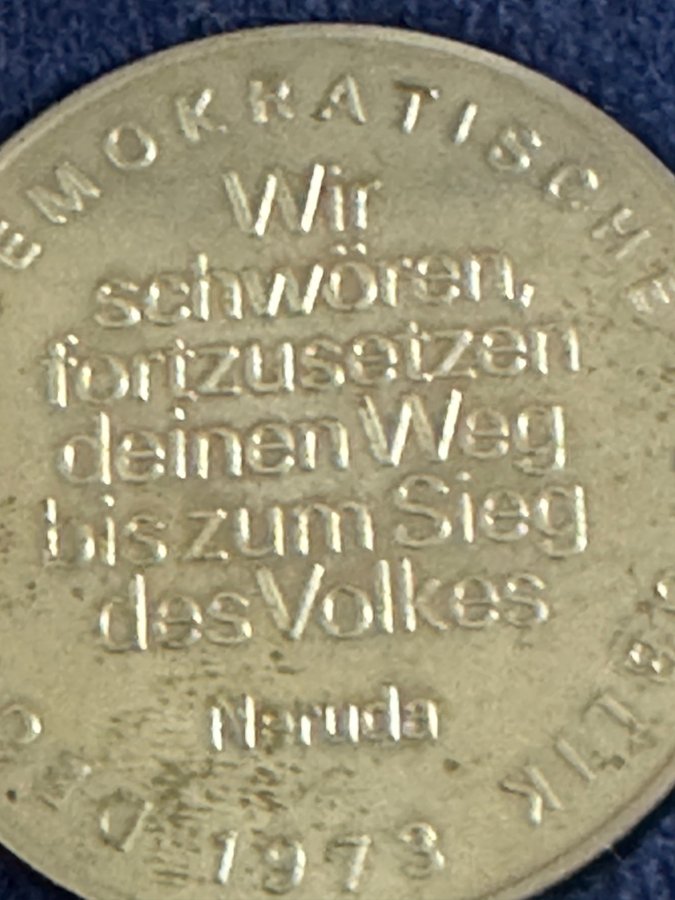 EMOKRATISCHE
Wir
schwören,
fortzusetzen
deinen Weg
bis zum Sieg
des Volkes
Neruda
1973